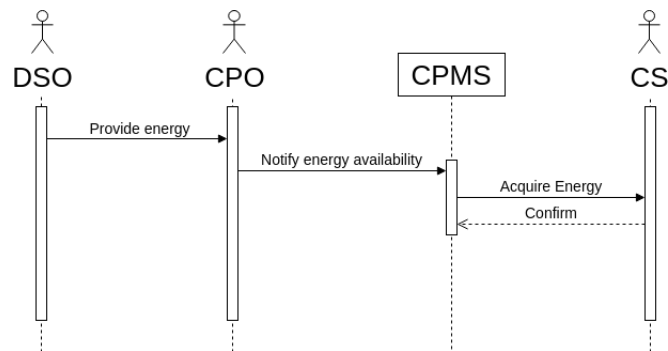 DSO
CPO
CPMS
CS
Provide energy
Notify energy availability
Acquire Energy
Confirm